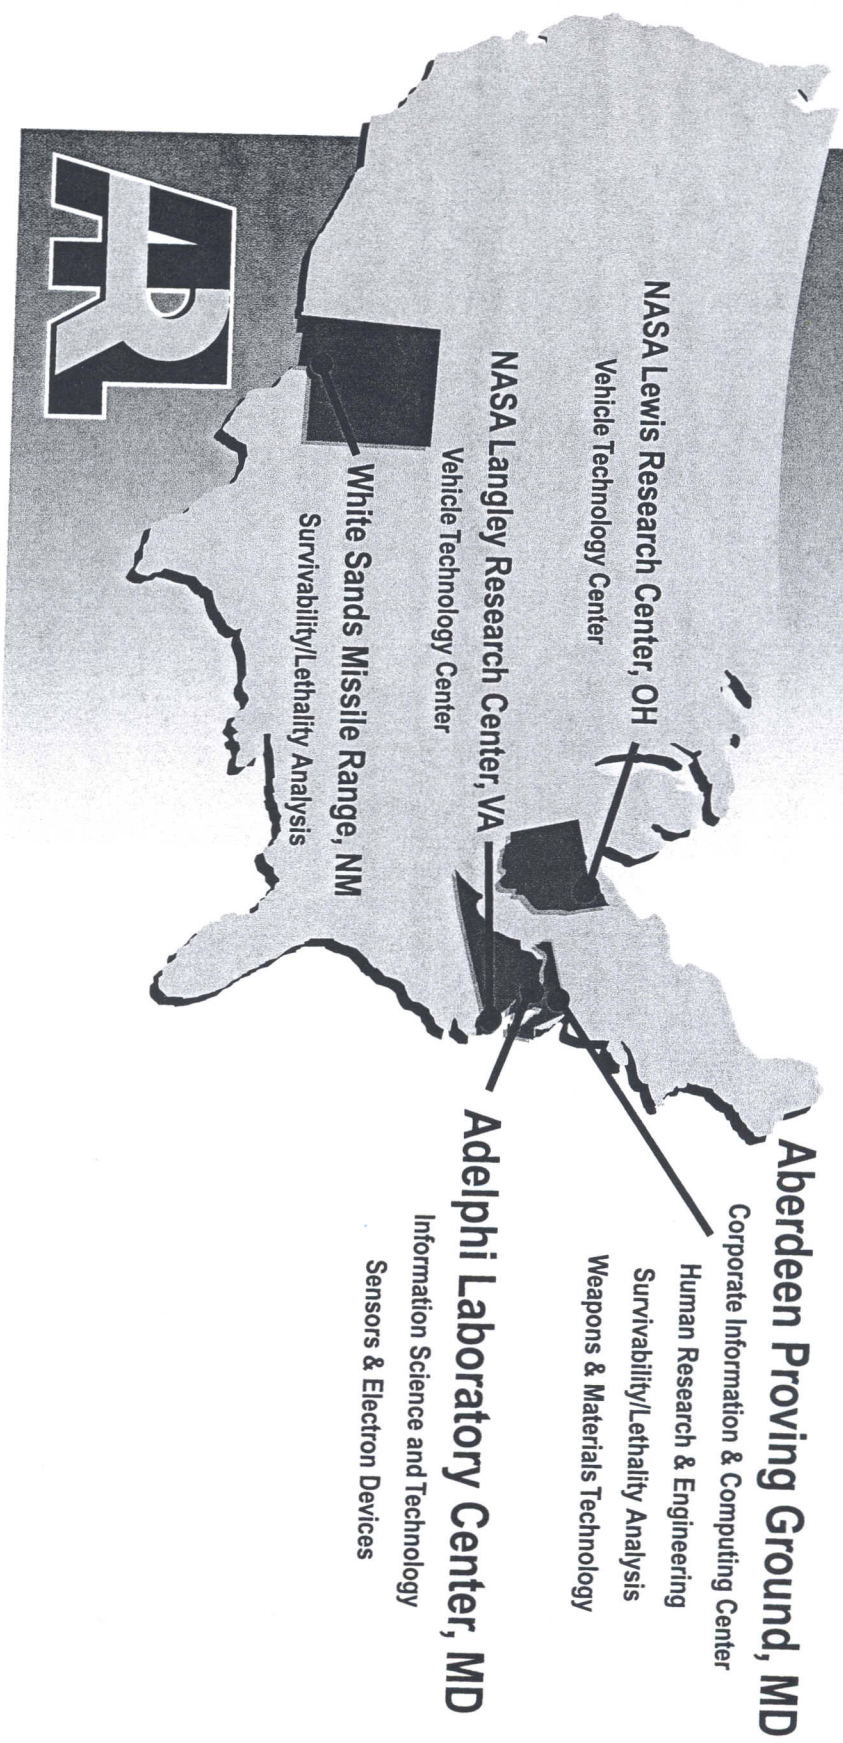 NASA Lewis Research Center, OH
Vehicle Technology Center
NASA Langley Research Center, VA
Vehicle Technology Center
White Sands Missile Range, NM
Survivability/Lethality Analysis
Aberdeen Proving Ground, MD
Corporate Information & Computing Center
Human Research & Engineering
Survivability/Lethality Analysis
Weapons & Materials Technology
Adelphi Laboratory Center, MD
Information Science and Technology
Sensors & Electron Devices
ARL